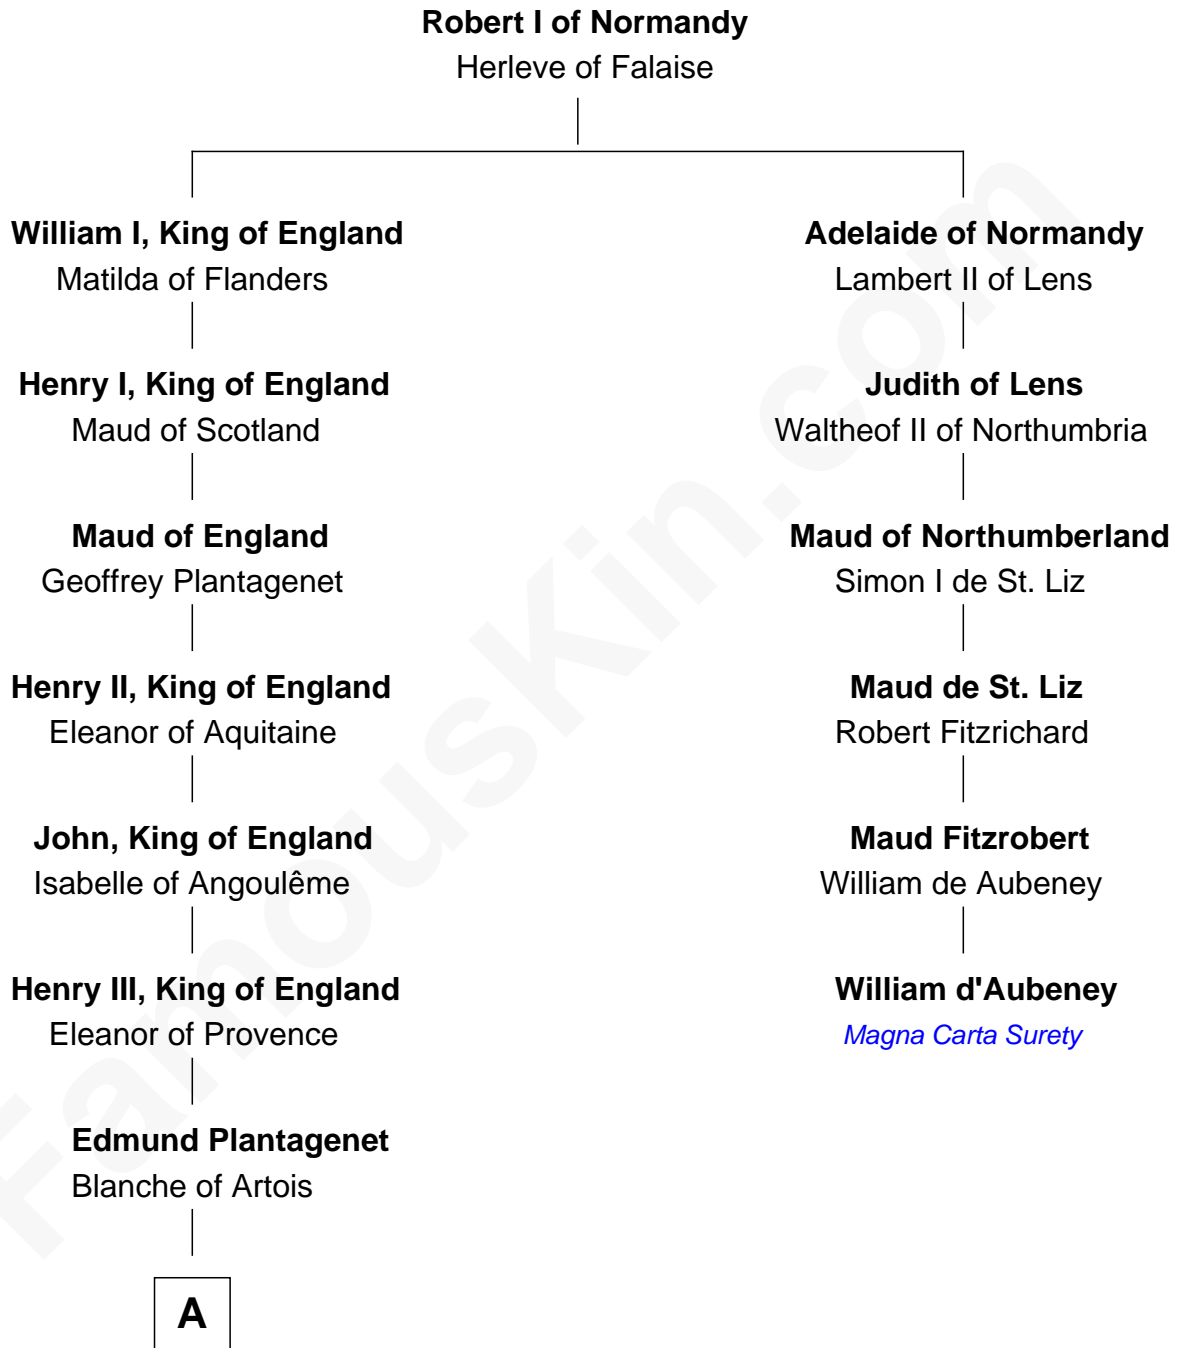 Robert I of Normandy
Herleve of Falaise
William I, King of England
Matilda of Flanders
Adelaide of Normandy
Lambert II of Lens
Henry I, King of England
Maud of Scotland
Judith of Lens
Waltheof II of Northumbria
Maud of England
Geoffrey Plantagenet
Maud of Northumberland
Simon I de St. Liz
Henry II, King of England
Eleanor of Aquitaine
Maud de St. Liz
Robert Fitzrichard
John, King of England
Isabelle of Angoulême
Maud Fitzrobert
William de Aubeney
Henry III, King of England
Eleanor of Provence
William d'Aubeney
Magna Carta Surety
Edmund Plantagenet
Blanche of Artois
A
FamousKin.com